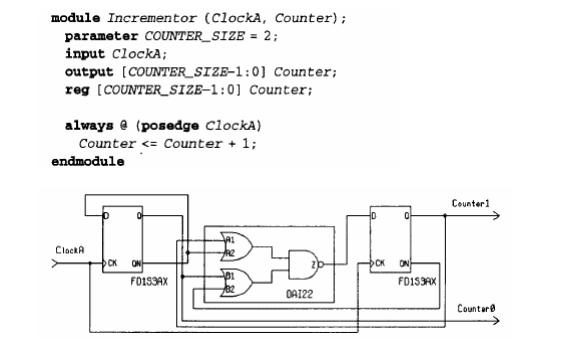 module Incrementor (ClockA, Counter);
parameter COUNTER_SIZE = 2;
input ClockA;
output [COUNTER_SIZE-1:0] Counter;
reg [COUNTER_SIZE-1:0] Counter;
always @ (posedge ClockA)
Counter <= Counter + 1;
endmodule
Counter1
D Q
A1
A2
D Q
ClockA
Z
CK QN
B1
B2
CK QN
FD1S3AX
OAI22
FD1S3AX
Counter0